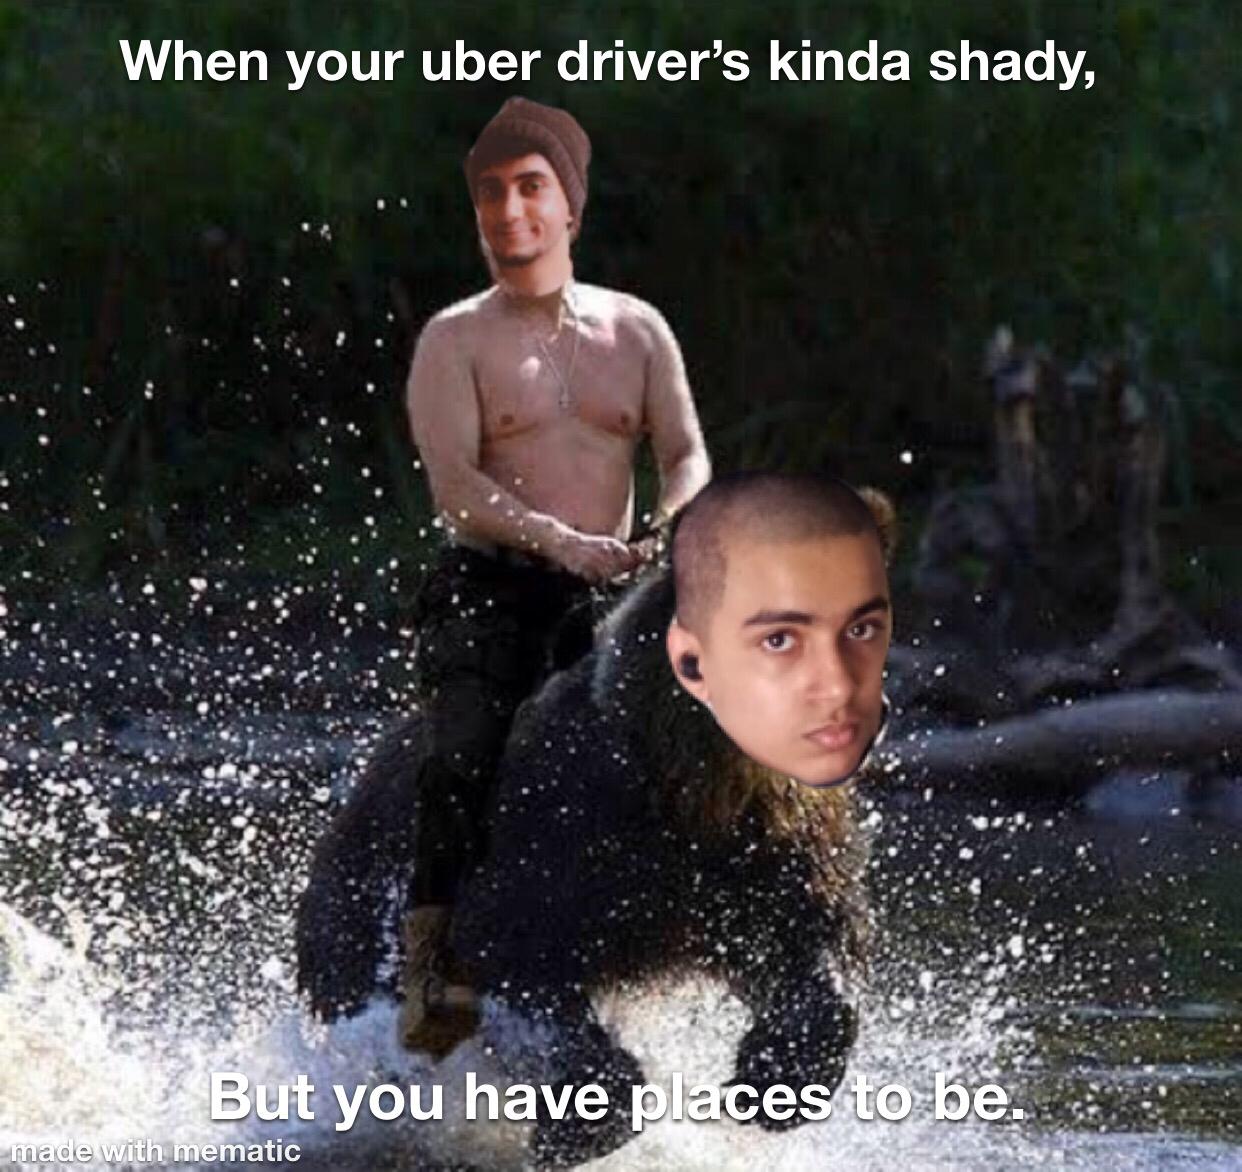 When your uber driver’s kinda shady,
But you have places to be.
made with mematic